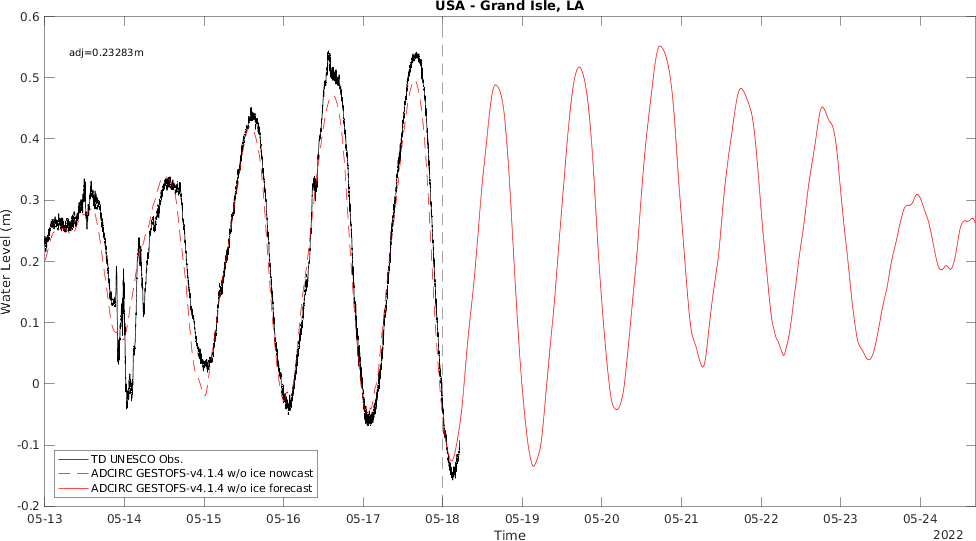 USA - Grand Isle, LA
adj=0.23283m
0.6
0.5
0.4
0.3
0.2
0.1
0
-0.1
-0.2
Water Level (m)
TD UNESCO Obs.
ADCIRC GESTOFS-v4.1.4 w/o ice nowcast
ADCIRC GESTOFS-v4.1.4 w/o ice forecast
05-13 05-14 05-15 05-16 05-17 05-18 05-19 05-20 05-21 05-22 05-23 05-24
Time
2022